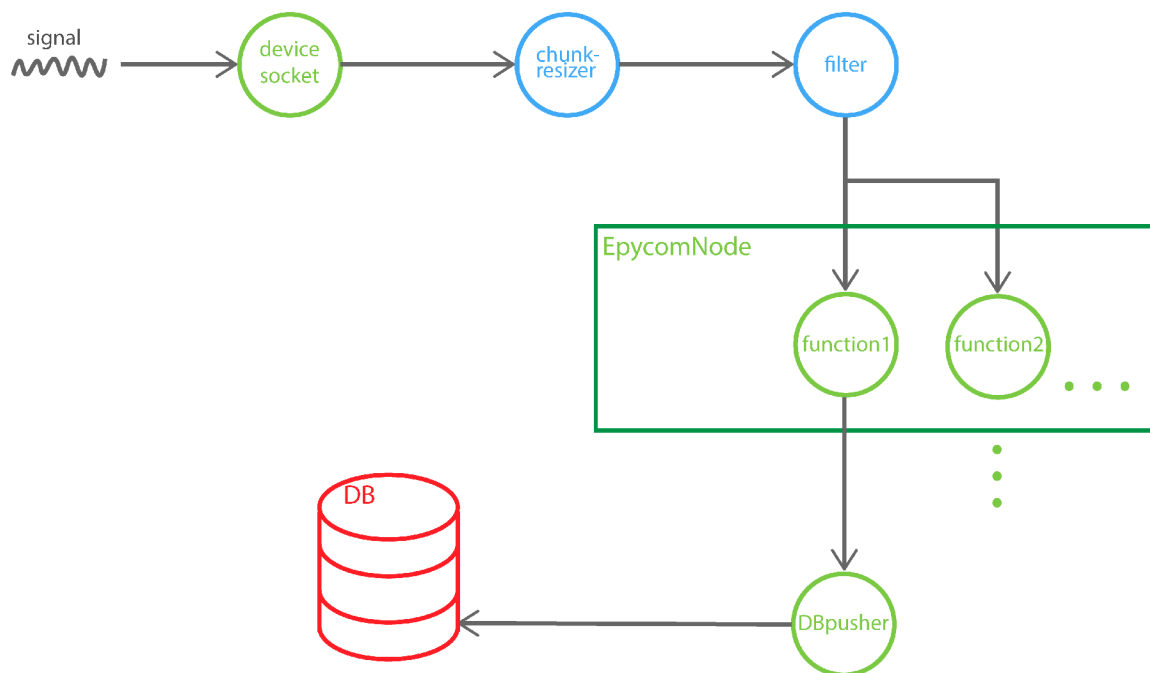 signal
device
socket
chunk-
resizer
filter
EpycomNode
function1
function2
DB
DBpusher